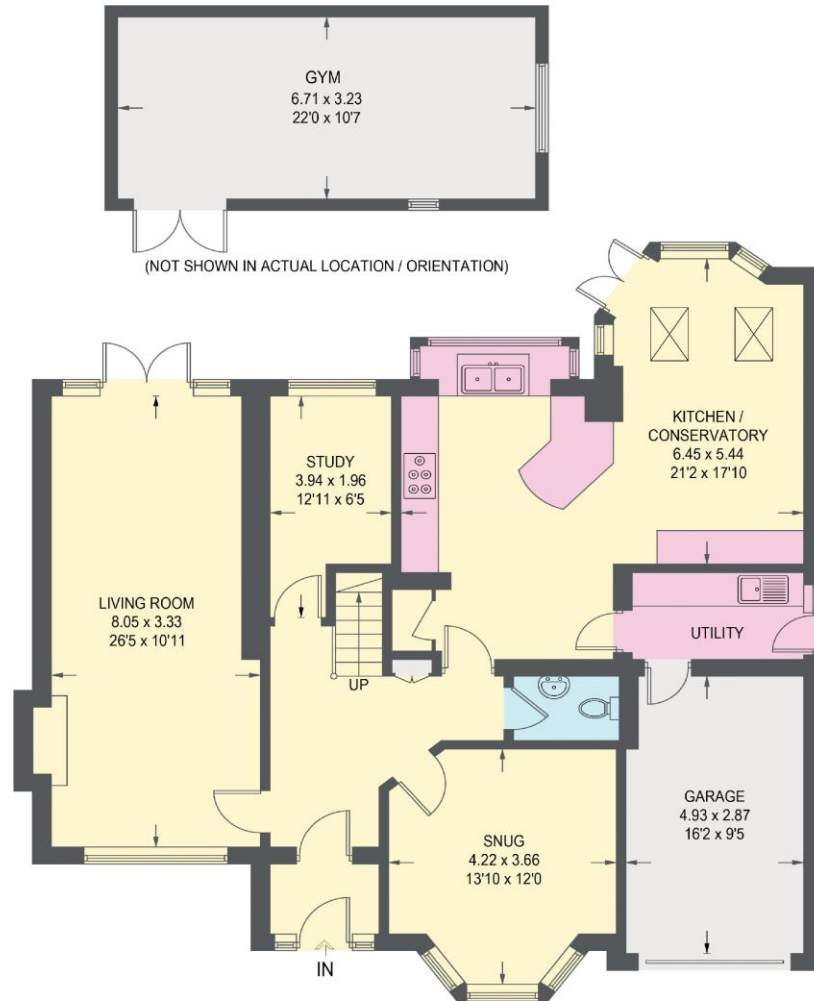 GYM
6.71 x 3.23
22'0 x 10'7
(NOT SHOWN IN ACTUAL LOCATION / ORIENTATION)
KITCHEN /
CONSERVATORY
6.45 x 5.44
21'2 x 17'10
STUDY
3.94 x 1.96
12'11 x 6'5
LIVING ROOM
8.05 x 3.33
26'5 x 10'11
UTILITY
UP
GARAGE
4.93 x 2.87
16'2 x 9'5
SNUG
4.22 x 3.66
13'10 x 12'0
IN